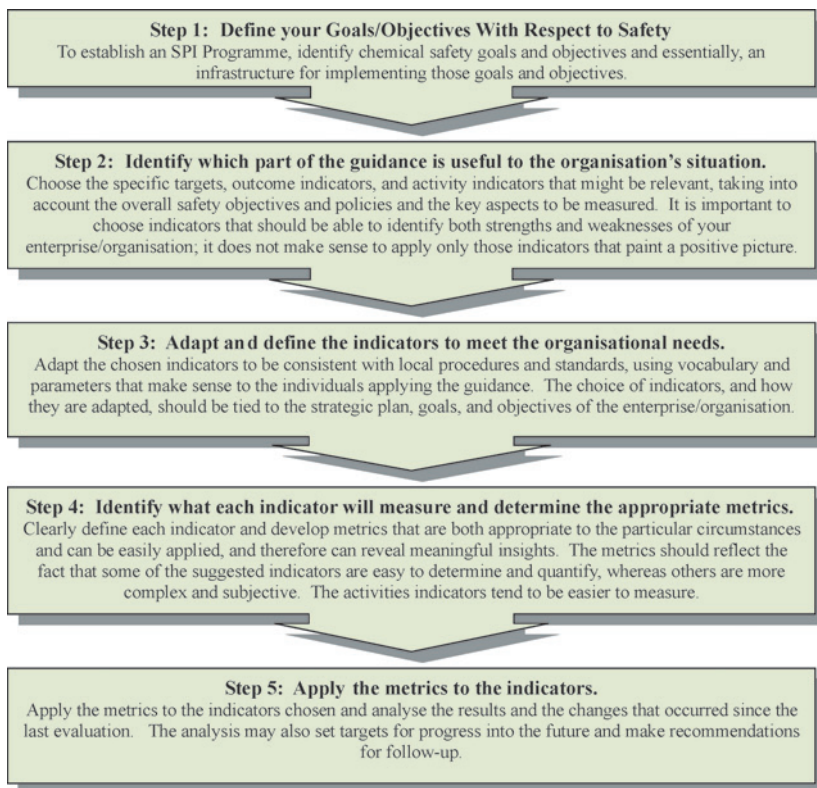 Step 1: Define your Goals/Objectives With Respect to Safety
To establish an SPI Programme, identify chemical safety goals and objectives and essentially, an
infrastructure for implementing those goals and objectives.
Step 2: Identify which part of the guidance is useful to the organisation's situation.
Choose the specific targets, outcome indicators, and activity indicators that might be relevant, taking into
account the overall safety objectives and policies and the key aspects to be measured. It is important to
choose indicators that should be able to identify both strengths and weaknesses of your
enterprise/organisation; it does not make sense to apply only those indicators that paint a positive picture.
Step 3: Adapt and define the indicators to meet the organisational needs.
Adapt the chosen indicators to be consistent with local procedures and standards, using vocabulary and
parameters that make sense to the individuals applying the guidance. The choice of indicators, and how
they are adapted, should be tied to the strategic plan, goals, and objectives of the enterprise/organisation.
Step 4: Identify what each indicator will measure and determine the appropriate metrics.
Clearly define each indicator and develop metrics that are both appropriate to the particular circumstances
and can be easily applied, and therefore can reveal meaningful insights. The metrics should reflect the
fact that some of the suggested indicators are easy to determine and quantify, whereas others are more
complex and subjective. The activities indicators tend to be easier to measure.
Step 5: Apply the metrics to the indicators.
Apply the metrics to the indicators chosen and analyse the results and the changes that occurred since the
last evaluation. The analysis may also set targets for progress into the future and make recommendations
for follow-up.